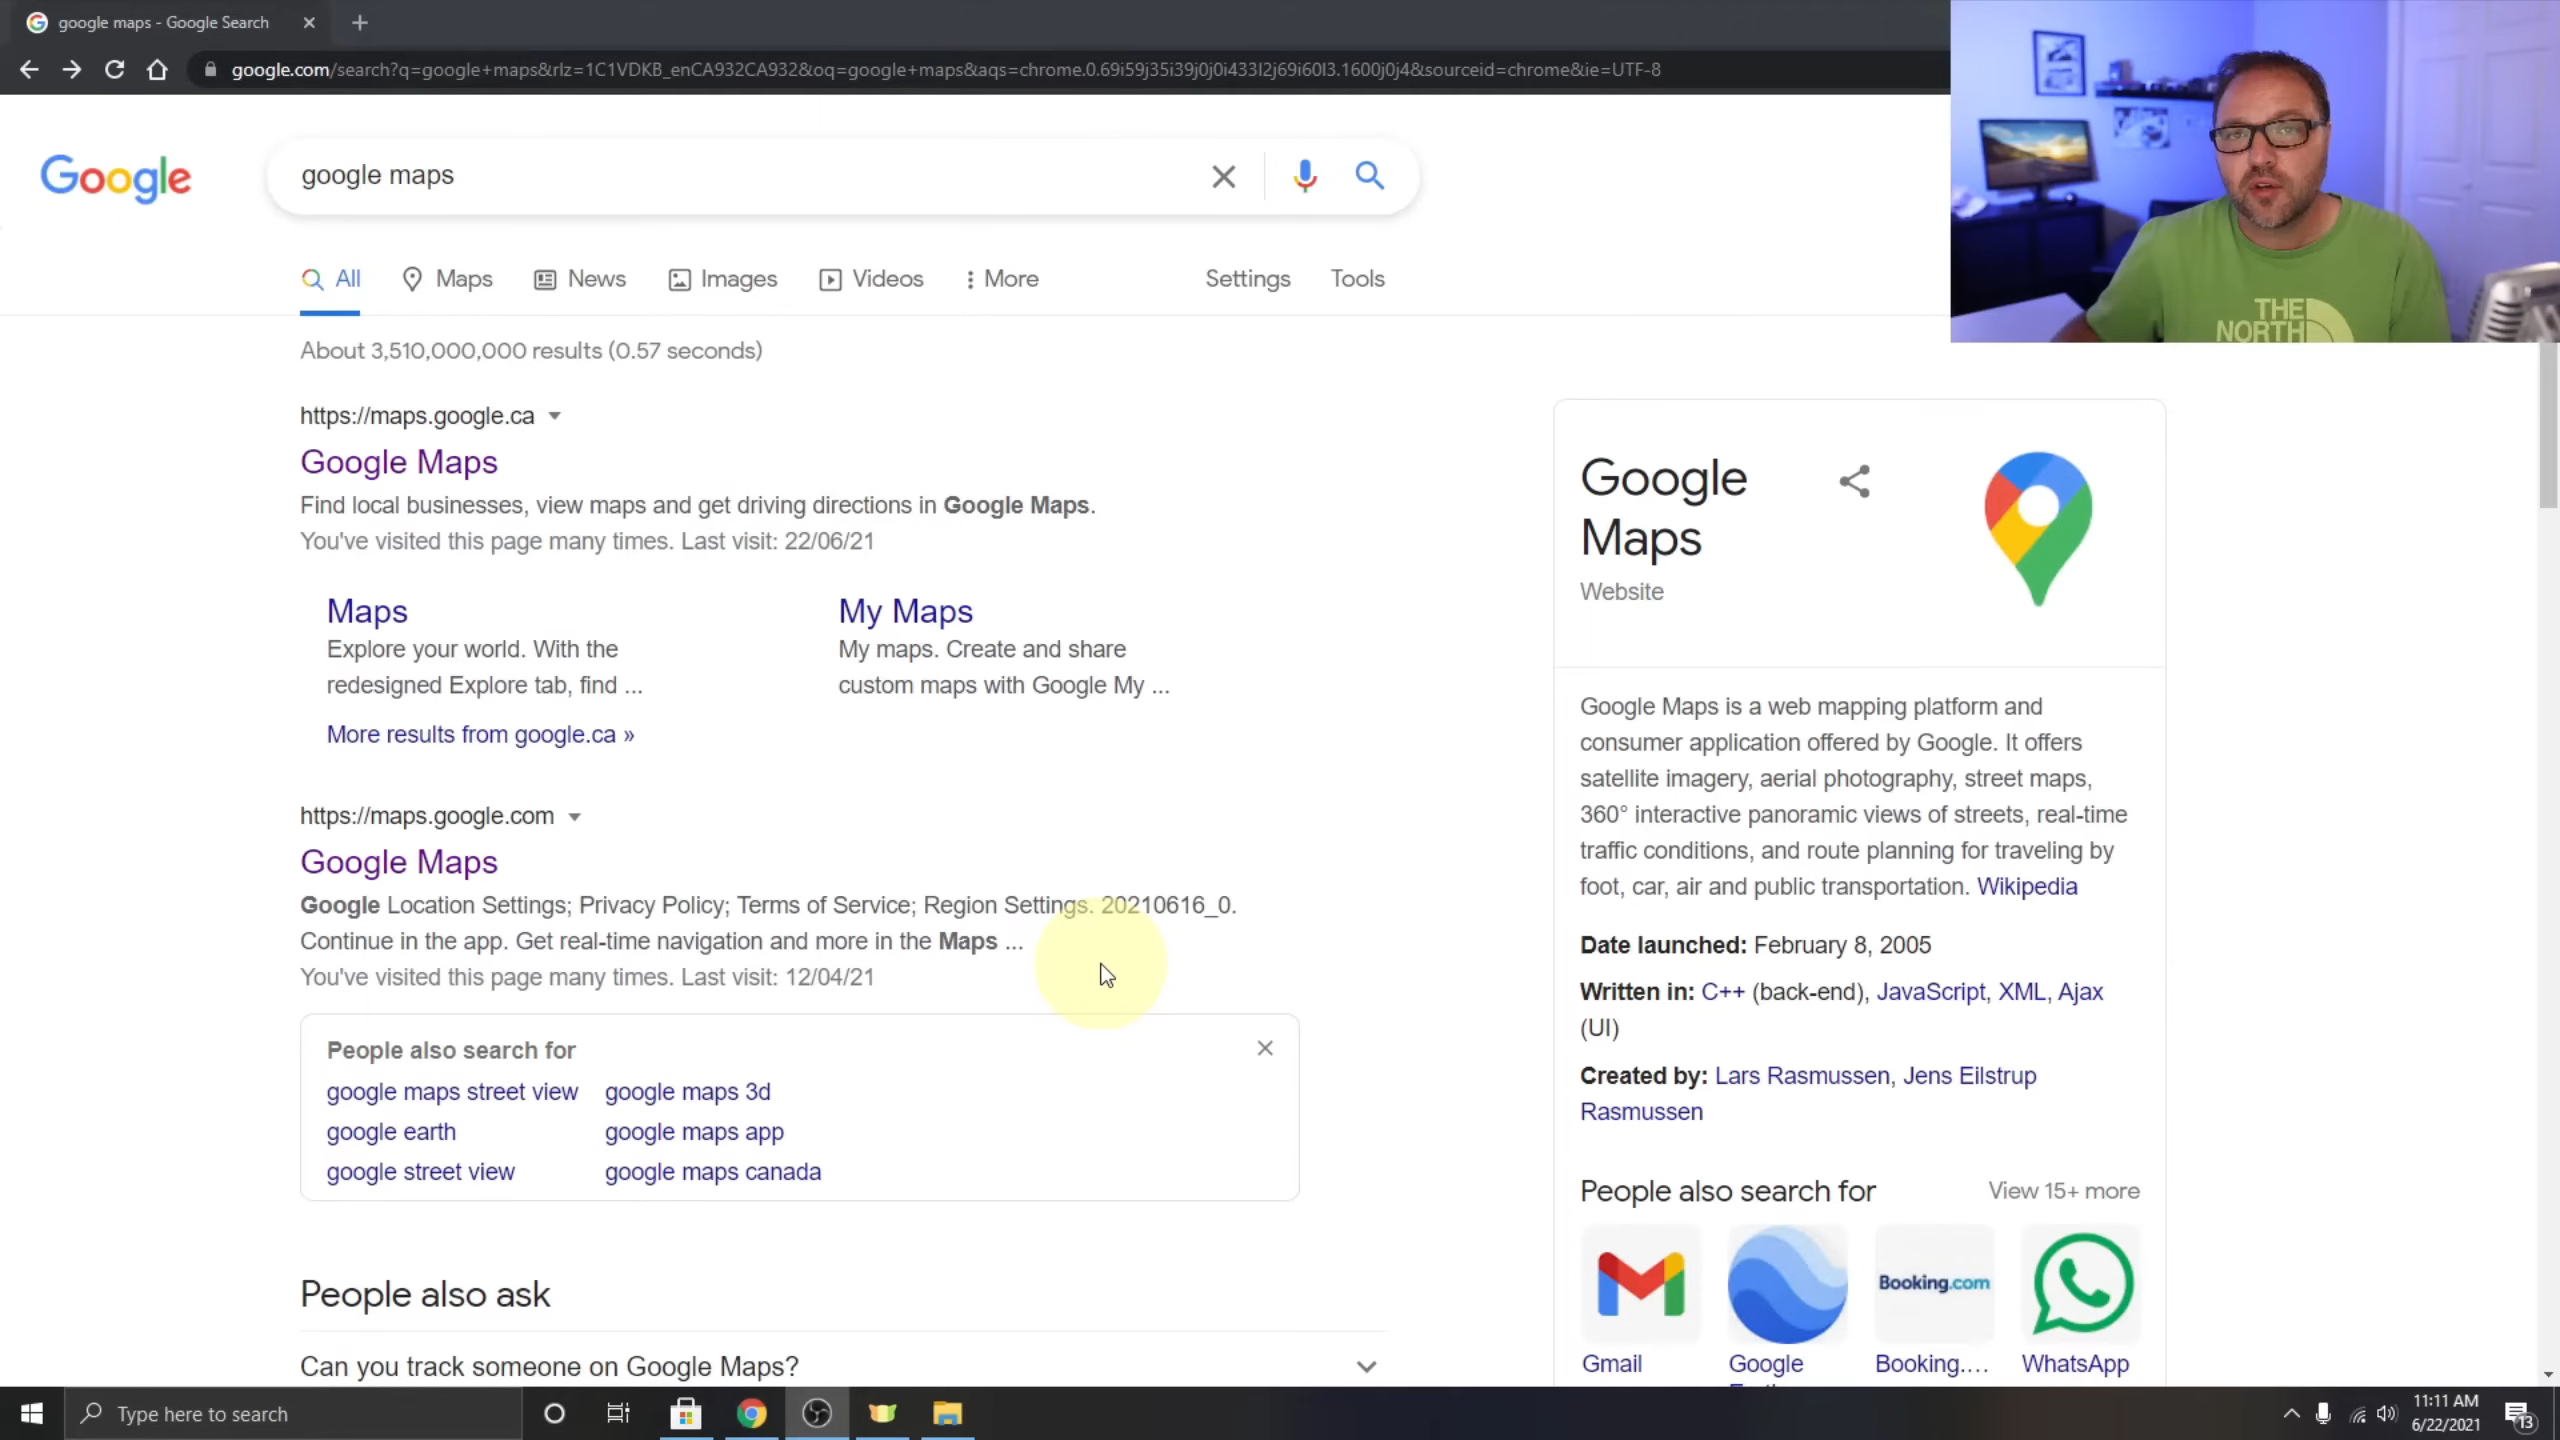 google maps - Google Search
google.com/search?q=google+maps&rlz=1C1VDKB_enCA932CA932&oq=google+maps&aqs=chrome.0.69i59j35i39j0j0i433l2j69i60l3.1600j0j4&sourceid=chrome&ie=UTF-8
Google
google maps
All
Maps
News
Images
Videos
More
Settings
Tools
THE
NORTH
About 3,510,000,000 results (0.57 seconds)
https://maps.google.ca
Google Maps
Find local businesses, view maps and get driving directions in Google Maps.
You've visited this page many times. Last visit: 22/06/21
Maps
Explore your world. With the
redesigned Explore tab, find ...
My Maps
My maps. Create and share
custom maps with Google My ...
More results from google.ca »
https://maps.google.com
Google Maps
Google Location Settings; Privacy Policy; Terms of Service; Region Settings. 20210616_0.
Continue in the app. Get real-time navigation and more in the Maps ...
You've visited this page many times. Last visit: 12/04/21
People also search for
google maps street view
google maps 3d
google earth
google maps app
google street view
google maps canada
People also ask
Can you track someone on Google Maps?
Google
Maps
Website
Google Maps is a web mapping platform and
consumer application offered by Google. It offers
satellite imagery, aerial photography, street maps,
360° interactive panoramic views of streets, real-time
traffic conditions, and route planning for traveling by
foot, car, air and public transportation. Wikipedia
Date launched: February 8, 2005
Written in: C++ (back-end), JavaScript, XML, Ajax
(UI)
Created by: Lars Rasmussen, Jens Eilstrup
Rasmussen
People also search for
View 15+ more
Booking.com
Gmail
Google
Booking....
WhatsApp
Type here to search
11:11 AM
6/22/2021
13